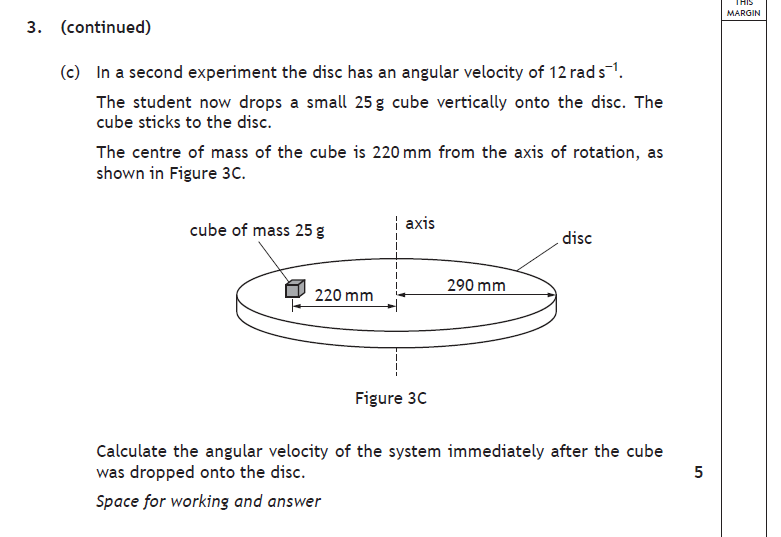 THIS
MARGIN
3. (continued)
(c) In a second experiment the disc has an angular velocity of 12 rad s⁻¹.
The student now drops a small 25 g cube vertically onto the disc. The
cube sticks to the disc.
The centre of mass of the cube is 220 mm from the axis of rotation, as
shown in Figure 3C.
axis
cube of mass 25 g
disc
290 mm
220 mm
Figure 3C
Calculate the angular velocity of the system immediately after the cube
was dropped onto the disc.
5
Space for working and answer